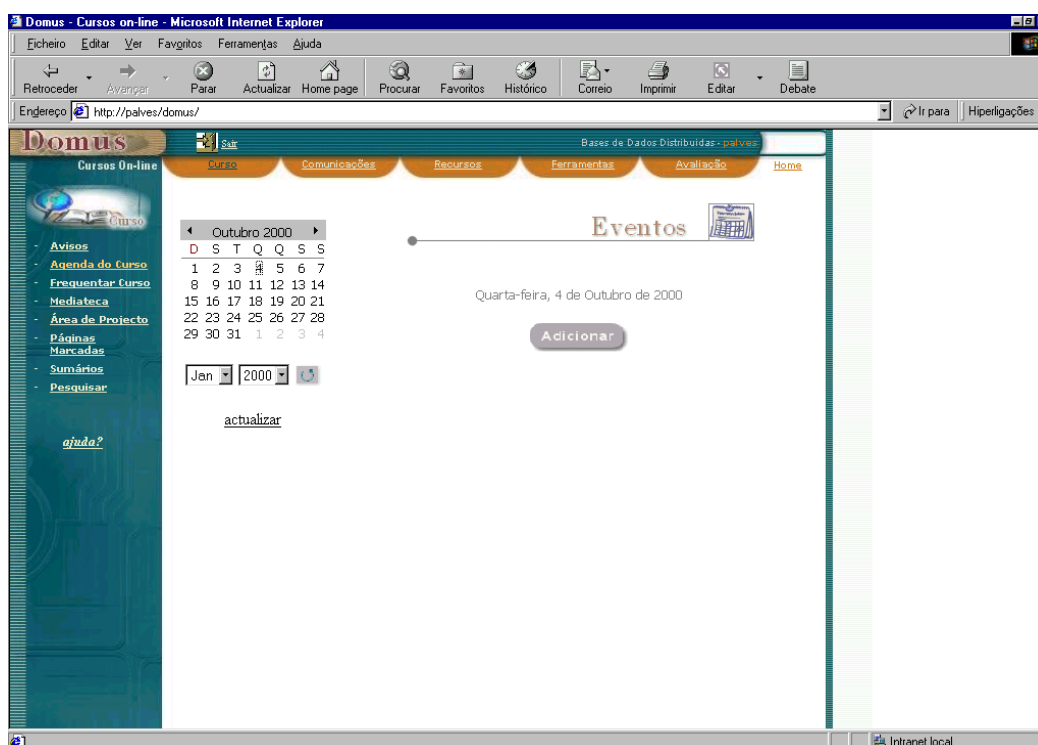 Domus - Cursos on-line - Microsoft Internet Explorer
Ficheiro Editar Ver Favoritos Ferramentas Ajuda
Retroceder Avançar Parar Actualizar Home page Procurar Favoritos Histórico Correio Imprimir Editar Debate
Endereço http://palves/domus/ Ir para Hiperligações
Domus Sair Bases de Dados Distribuidas - palves
Cursos On-line Curso Comunicações Recursos Ferramentas Avaliação Home
Curso
- Avisos
- Agenda do Curso
- Frequentar Curso
- Mediateca
- Área de Projecto
- Páginas
Marcadas
- Sumários
- Pesquisar
ajuda?
Outubro 2000
D S T Q Q S S
1 2 3 4 5 6 7
8 9 10 11 12 13 14
15 16 17 18 19 20 21
22 23 24 25 26 27 28
29 30 31 1 2 3 4
Jan 2000
actualizar
Eventos
Quarta-feira, 4 de Outubro de 2000
Adicionar
Intranet local